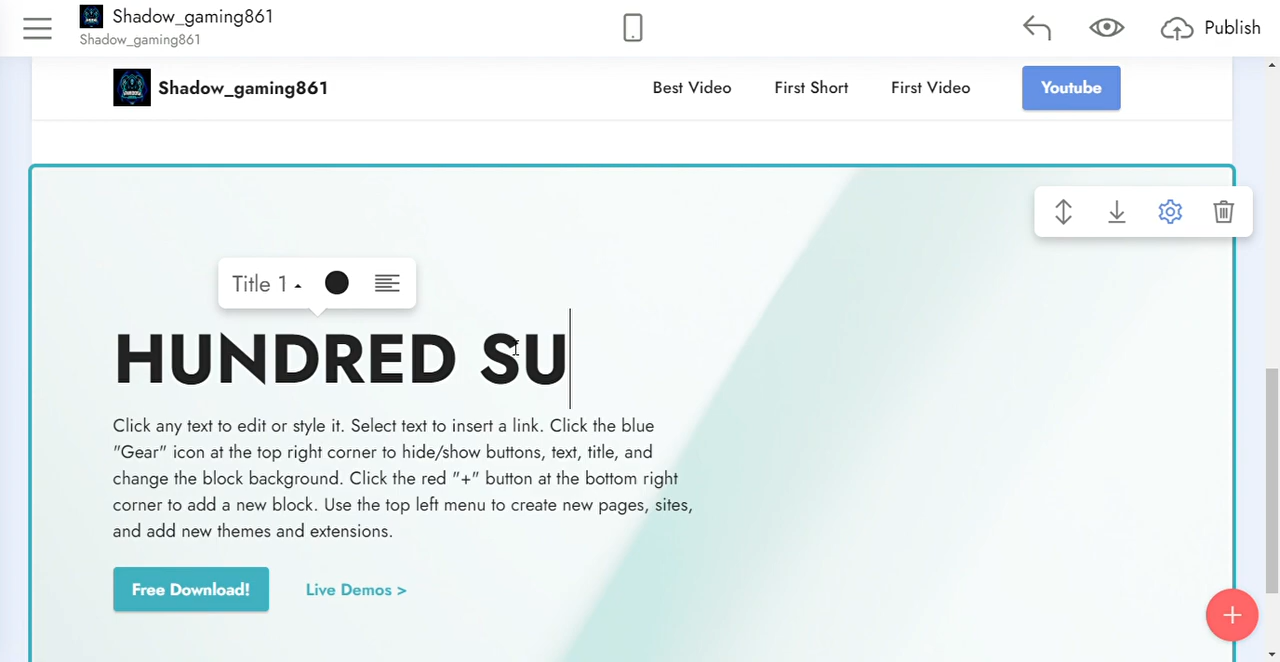 Shadow_gaming861
Shadow_gaming861
Publish
Shadow_gaming861
Best Video
First Short
First Video
Youtube
Title 1
HUNDRED SU
Click any text to edit or style it. Select text to insert a link. Click the blue
"Gear" icon at the top right corner to hide/show buttons, text, title, and
change the block background. Click the red "+" button at the bottom right
corner to add a new block. Use the top left menu to create new pages, sites,
and add new themes and extensions.
Free Download!
Live Demos >